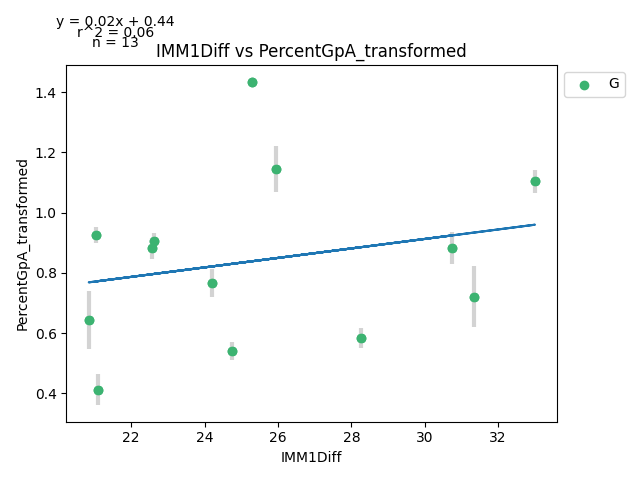 y = 0.02x + 0.44
r^2 = 0.06
n = 13
IMM1Diff vs PercentGpA_transformed
G
1.4
1.2
1.0
0.8
0.6
0.4
PercentGpA_transformed
22 24 26 28 30 32
IMM1Diff